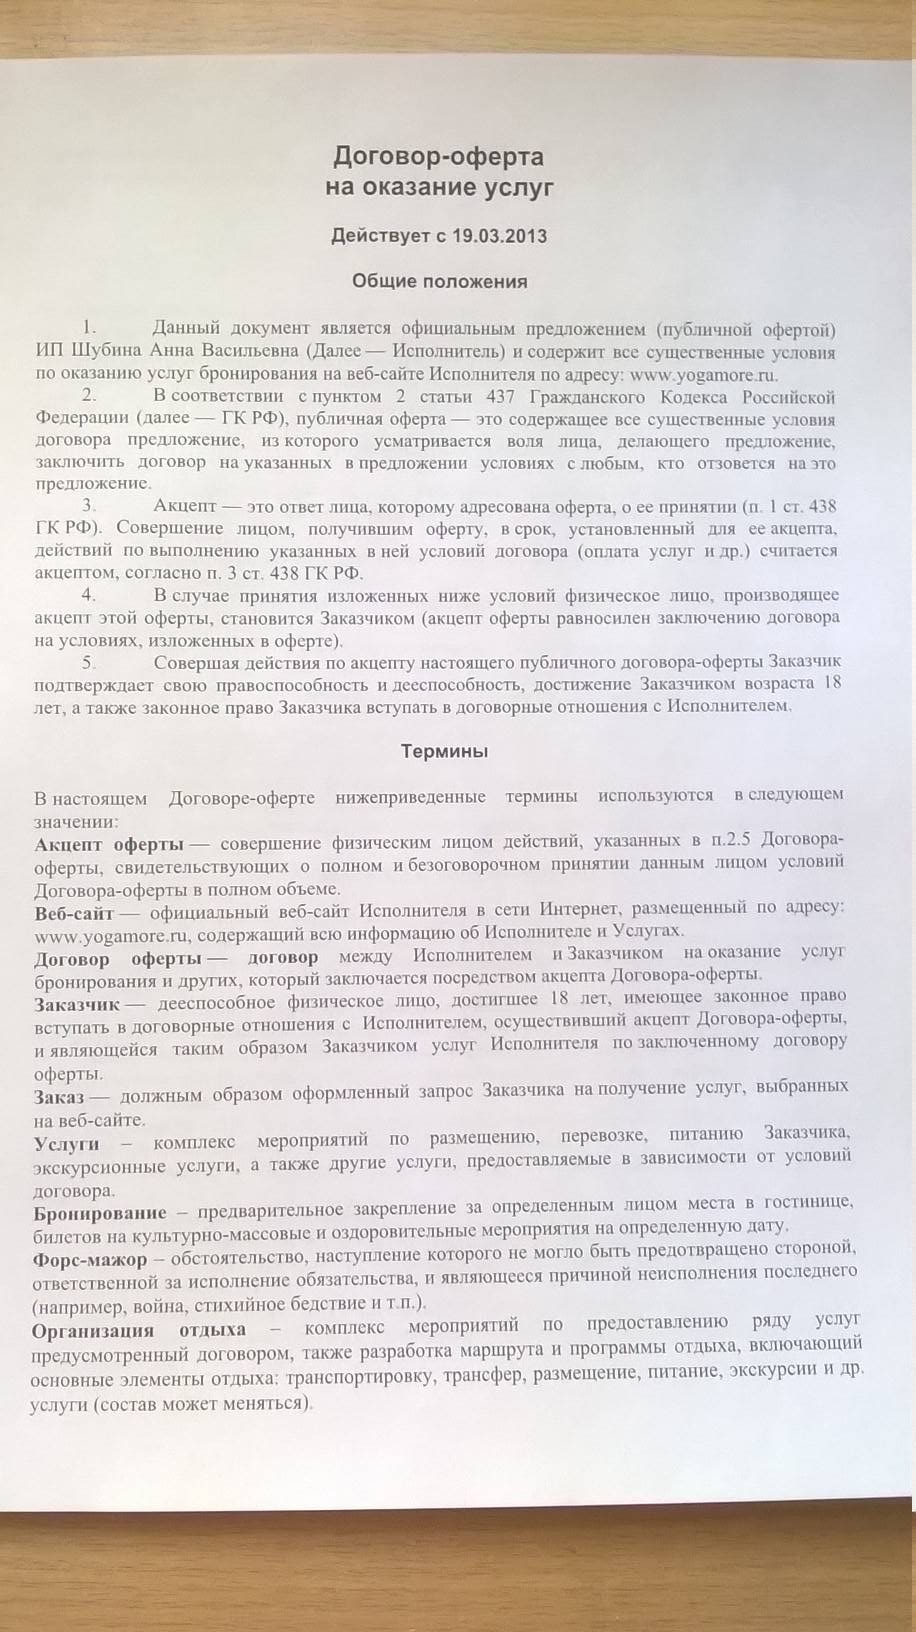 Договор-оферта
на оказание услуг
Действует с 19.03.2013
Общие положения
1. Данный документ является официальным предложением (публичной офертой)
ИП Шубина Анна Васильевна (Далее — Исполнитель) и содержит все существенные условия
по оказанию услуг бронирования на веб-сайте Исполнителя по адресу: www.yogamore.ru.
2. В соответствии с пунктом 2 статьи 437 Гражданского Кодекса Российской
Федерации (далее — ГК РФ), публичная оферта — это содержащее все существенные условия
договора предложение, из которого усматривается воля лица, делающего предложение,
заключить договор на указанных в предложении условиях с любым, кто отзовется на это
предложение.
3. Акцепт — это ответ лица, которому адресована оферта, о ее принятии (п. 1 ст. 438
ГК РФ). Совершение лицом, получившим оферту, в срок, установленный для ее акцепта,
действий по выполнению указанных в ней условий договора (оплата услуг и др.) считается
акцептом, согласно п. 3 ст. 438 ГК РФ.
4. В случае принятия изложенных ниже условий физическое лицо, производящее
акцепт этой оферты, становится Заказчиком (акцепт оферты равносилен заключению договора
на условиях, изложенных в оферте).
5. Совершая действия по акцепту настоящего публичного договора-оферты Заказчик
подтверждает свою правоспособность и дееспособность, достижение Заказчиком возраста 18
лет, а также законное право Заказчика вступать в договорные отношения с Исполнителем.
Термины
В настоящем Договоре-оферте нижеприведенные термины используются в следующем
значении:
Акцепт оферты — совершение физическим лицом действий, указанных в п.2.5 Договора-
оферты, свидетельствующих о полном и безоговорочном принятии данным лицом условий
Договора-оферты в полном объеме.
Веб-сайт — официальный веб-сайт Исполнителя в сети Интернет, размещенный по адресу:
www.yogamore.ru, содержащий всю информацию об Исполнителе и Услугах.
Договор оферты — договор между Исполнителем и Заказчиком на оказание услуг
бронирования и других, который заключается посредством акцепта Договора-оферты.
Заказчик — дееспособное физическое лицо, достигшее 18 лет, имеющее законное право
вступать в договорные отношения с Исполнителем, осуществивший акцепт Договора-оферты,
и являющейся таким образом Заказчиком услуг Исполнителя по заключенному договору
оферты.
Заказ — должным образом оформленный запрос Заказчика на получение услуг, выбранных
на веб-сайте.
Услуги – комплекс мероприятий по размещению, перевозке, питанию Заказчика,
экскурсионные услуги, а также другие услуги, предоставляемые в зависимости от условий
договора.
Бронирование – предварительное закрепление за определенным лицом места в гостинице,
билетов на культурно-массовые и оздоровительные мероприятия на определенную дату.
Форс-мажор – обстоятельство, наступление которого не могло быть предотвращено стороной,
ответственной за исполнение обязательства, и являющееся причиной неисполнения последнего
(например, война, стихийное бедствие и т.п.).
Организация отдыха – комплекс мероприятий по предоставлению ряду услуг
предусмотренный договором, также разработка маршрута и программы отдыха, включающий
основные элементы отдыха: транспортировку, трансфер, размещение, питание, экскурсии и др.
услуги (состав может меняться).